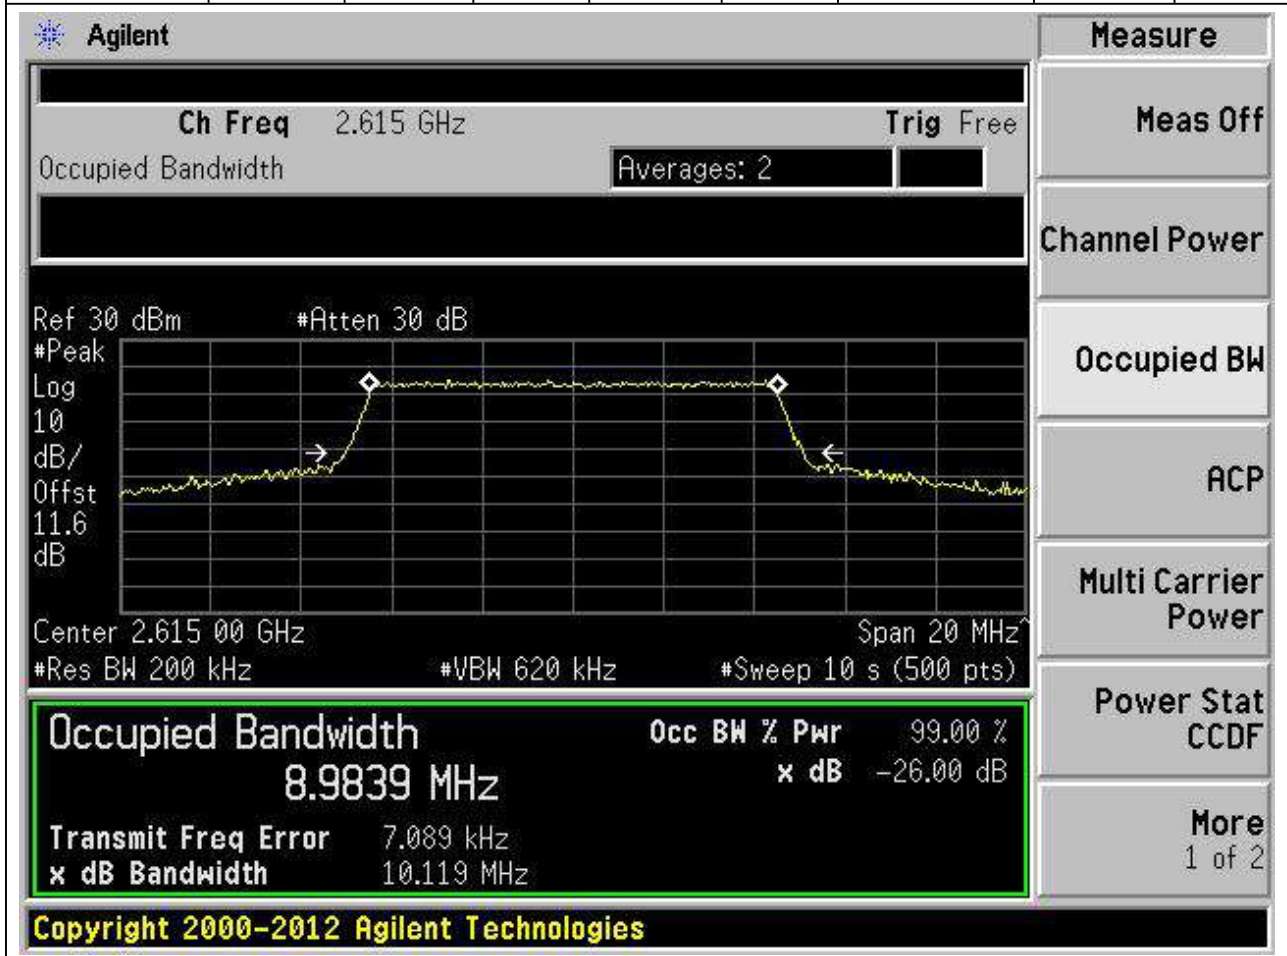 Agilent
Measure
Ch Freq 2.615 GHz Trig Free
Occupied Bandwidth Averages: 2
Meas Off
Channel Power
Occupied BW
ACP
Multi Carrier
Power
Power Stat
CCDF
More
1 of 2
Ref 30 dBm #Atten 30 dB
#Peak
Log
10
dB/
Offst
11.6
dB
Center 2.615 00 GHz Span 20 MHz^
#Res BW 200 kHz #VBW 620 kHz #Sweep 10 s (500 pts)
Occupied Bandwidth Occ BW % Pwr 99.00 %
8.9839 MHz x dB -26.00 dB
Transmit Freq Error 7.089 kHz
x dB Bandwidth 10.119 MHz
Copyright 2000-2012 Agilent Technologies